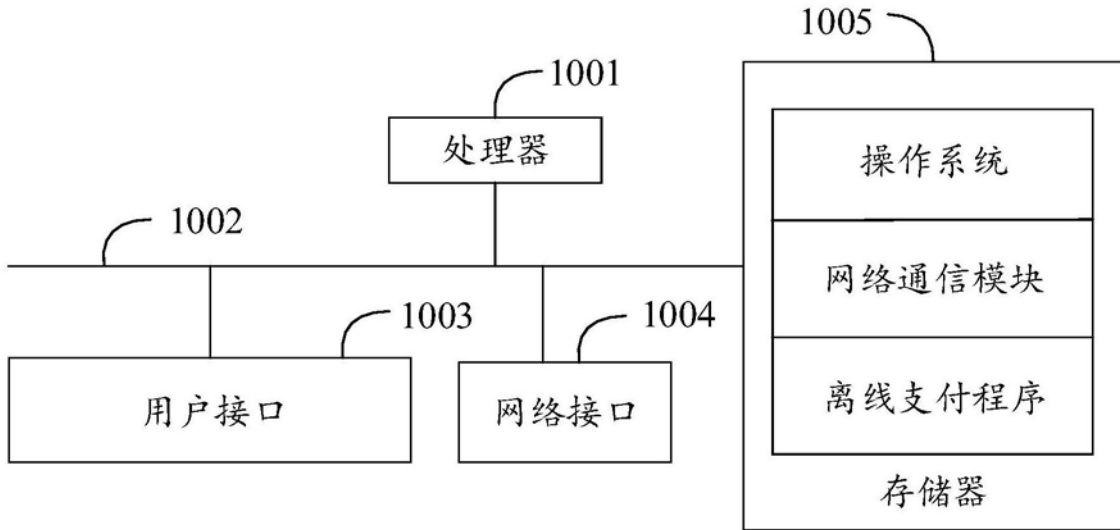 1005
1001
处理器
操作系统
1002
网络通信模块
1003
1004
用户接口
网络接口
离线支付程序
存储器